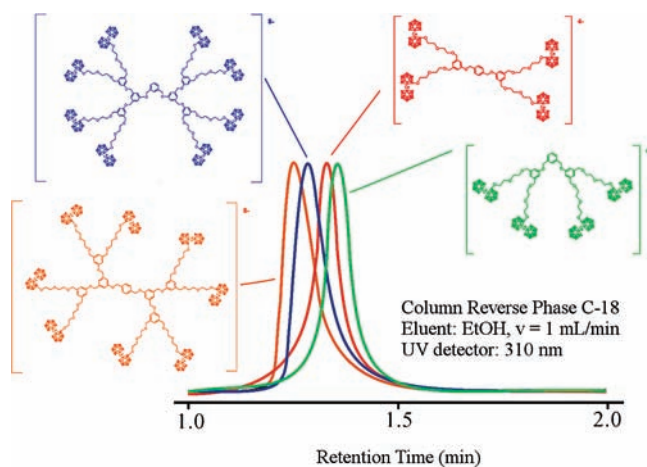 Column Reverse Phase C-18
Eluent: EtOH, v = 1 mL/min
UV detector: 310 nm
1.0 1.5 2.0
Retention Time (min)